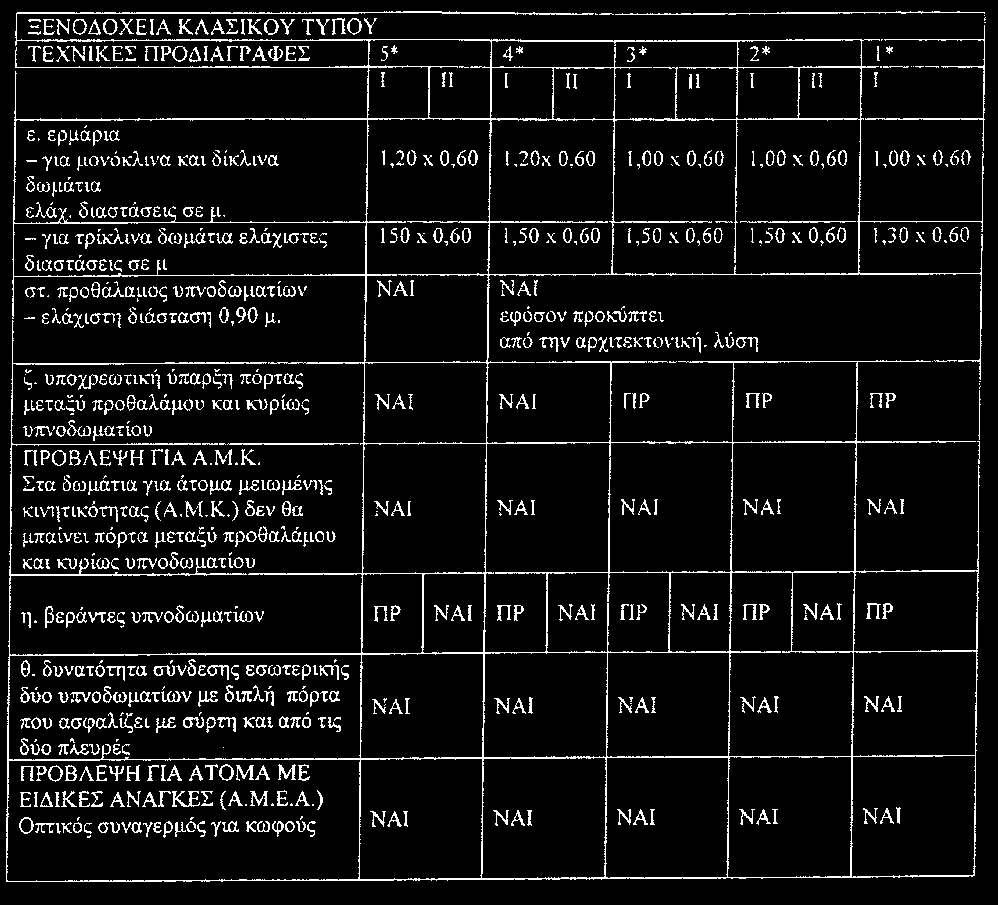 ΞΕΝΟΔΟΧΕΙΑ ΚΛΑΣΙΚΟΥ ΤΥΠΟΥ
ΤΕΧΝΙΚΕΣ ΠΡΟΔΙΑΓΡΑΦΕΣ 5* 4* 3* 2* 1*
Ι ΙΙ Ι ΙΙ Ι ΙΙ Ι ΙΙ Ι
ε. ερμάρια
– για μονόκλινα και δίκλινα 1,20 x 0,60 1,20x 0,60 1,00 x 0,60 1,00 x 0,60 1,00 x 0,60
δωμάτια
ελάχ. διαστάσεις σε μ.
– για τρίκλινα δωμάτια ελάχιστες 150 x 0,60 1,50 x 0,60 1,50 x 0,60 1,50 x 0,60 1,30 x 0,60
διαστάσεις σε μ
στ. προθάλαμος υπνοδωματίων ΝΑΙ ΝΑΙ
– ελάχιστη διάσταση 0,90 μ. εφόσον προκύπτει
από την αρχιτεκτονική. λύση
ζ. υποχρεωτική ύπαρξη πόρτας
μεταξύ προθαλάμου και κυρίως ΝΑΙ ΝΑΙ ΠΡ ΠΡ ΠΡ
υπνοδωματίου
ΠΡΟΒΛΕΨΗ ΓΙΑ Α.Μ.Κ.
Στα δωμάτια για άτομα μειωμένης
κινητικότητας (Α.Μ.Κ.) δεν θα ΝΑΙ ΝΑΙ ΝΑΙ ΝΑΙ ΝΑΙ
μπαίνει πόρτα μεταξύ προθαλάμου
και κυρίως υπνοδωματίου
η. βεράντες υπνοδωματίων ΠΡ ΝΑΙ ΠΡ ΝΑΙ ΠΡ ΝΑΙ ΠΡ ΝΑΙ ΠΡ
θ. δυνατότητα σύνδεσης εσωτερικής
δύο υπνοδωματίων με διπλή πόρτα
που ασφαλίζει με σύρτη και από τις ΝΑΙ ΝΑΙ ΝΑΙ ΝΑΙ ΝΑΙ
δύο πλευρές
ΠΡΟΒΛΕΨΗ ΓΙΑ ΑΤΟΜΑ ΜΕ
ΕΙΔΙΚΕΣ ΑΝΑΓΚΕΣ (Α.Μ.Ε.Α.)
Οπτικός συναγερμός για κωφούς ΝΑΙ ΝΑΙ ΝΑΙ ΝΑΙ ΝΑΙ